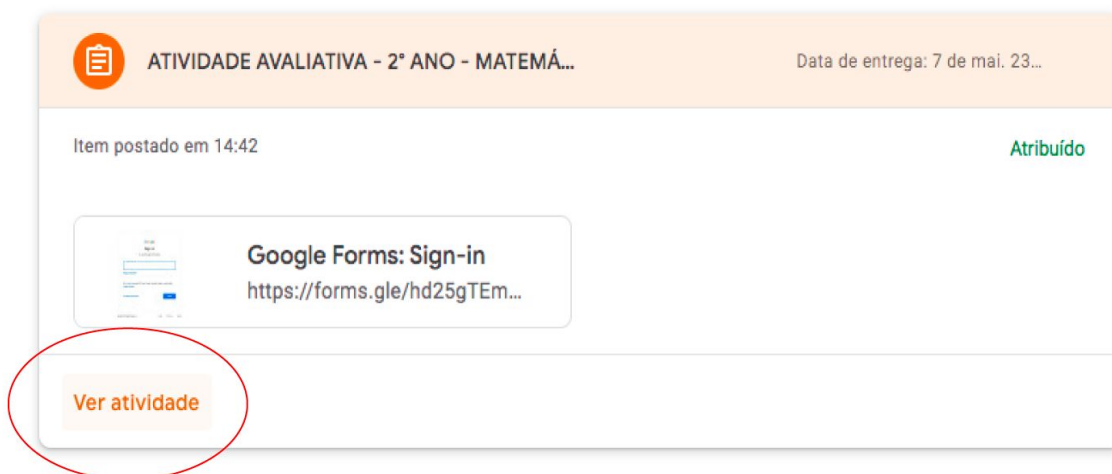 ATIVIDADE AVALIATIVA - 2° ANO - MATEMÁ...
Data de entrega: 7 de mai. 23...
Item postado em 14:42
Atribuído
Google Forms: Sign-in
https://forms.gle/hd25gTEm...
Ver atividade